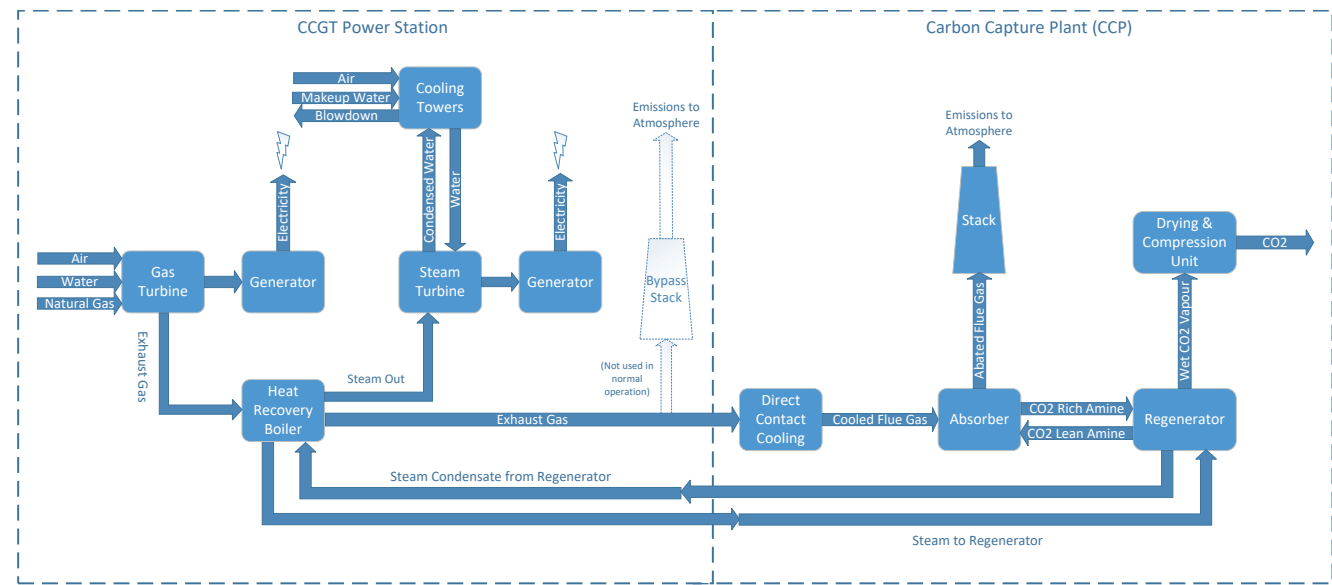 CCGT Power Station
Carbon Capture Plant (CCP)
Air
Makeup Water
Blowdown
Cooling
Towers
Emissions to
Atmosphere
Emissions to
Atmosphere
Electricity
Condensed Water
Water
Electricity
Stack
Drying &
Compression
Unit
CO2
Air
Water
Natural Gas
Gas
Turbine
Generator
Steam
Turbine
Generator
Bypass
Stack
Exhaust Gas
Abated Flue Gas
Wet CO2 Vapour
Steam Out
(Not used in
normal
operation)
Heat
Recovery
Boiler
Exhaust Gas
Direct
Contact
Cooling
Cooled Flue Gas
Absorber
CO2 Rich Amine
CO2 Lean Amine
Regenerator
Steam Condensate from Regenerator
Steam to Regenerator